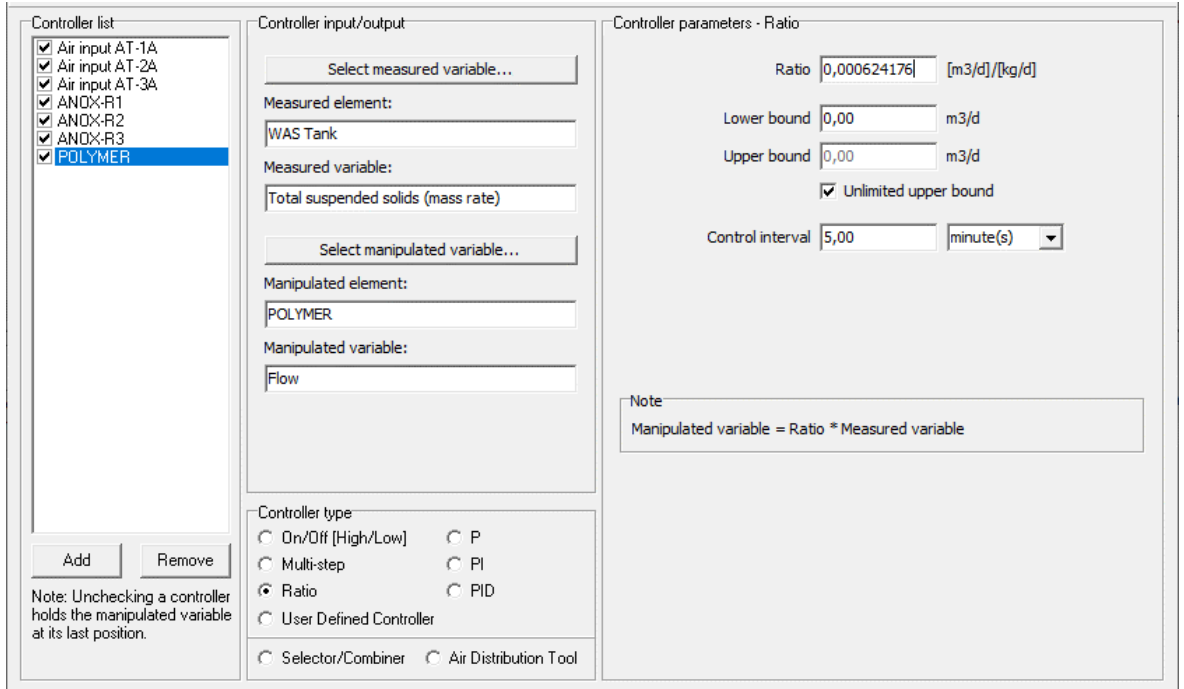 Controller list
Air input AT-1A
Air input AT-2A
Air input AT-3A
ANOX-R1
ANOX-R2
ANOX-R3
POLYMER
Add
Remove
Note: Unchecking a controller
holds the manipulated variable
at its last position.
Controller input/output
Select measured variable...
Measured element:
WAS Tank
Measured variable:
Total suspended solids (mass rate)
Select manipulated variable...
Manipulated element:
POLYMER
Manipulated variable:
Flow
Controller type
On/Off [High/Low]
P
Multi-step
PI
Ratio
PID
User Defined Controller
Selector/Combiner
Air Distribution Tool
Controller parameters - Ratio
Ratio 0,000624176 [m3/d]/[kg/d]
Lower bound 0,00 m3/d
Upper bound 0,00 m3/d
Unlimited upper bound
Control interval 5,00 minute(s)
Note
Manipulated variable = Ratio * Measured variable